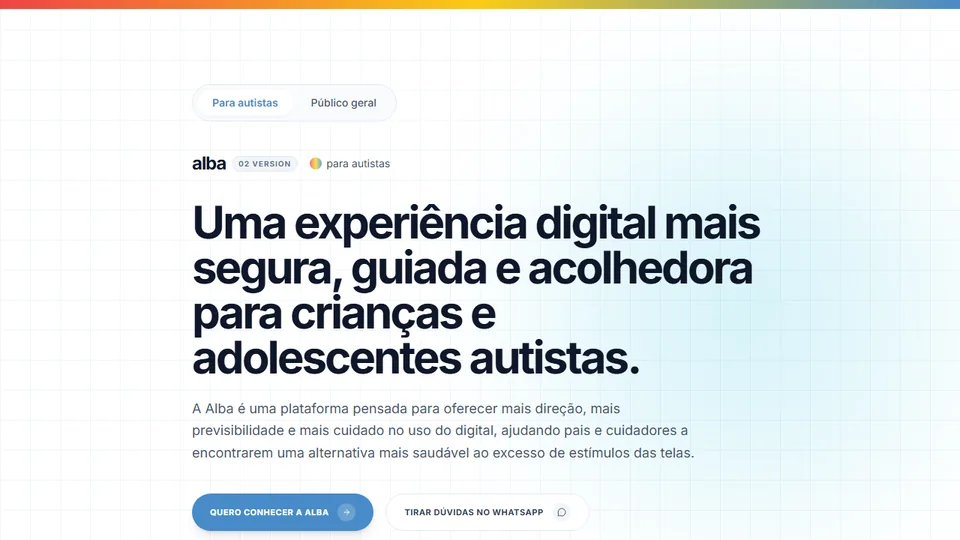 Para autistas Público geral
alba 02 VERSION para autistas
Uma experiência digital mais
segura, guiada e acolhedora
para crianças e
adolescentes autistas.
A Alba é uma plataforma pensada para oferecer mais direção, mais
previsibilidade e mais cuidado no uso do digital, ajudando pais e cuidadores a
encontrarem uma alternativa mais saudável ao excesso de estímulos das telas.
QUERO CONHECER A ALBA TIRAR DÚVIDAS NO WHATSAPP